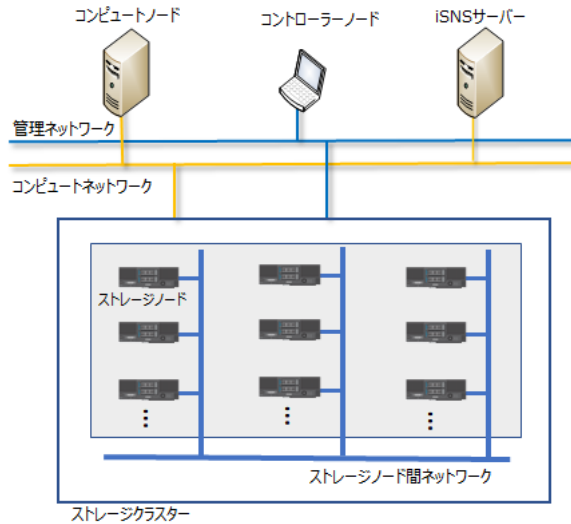 コンピュートノード
コントローラーノード
iSNSサーバー
管理ネットワーク
コンピュートネットワーク
ストレージノード
ストレージノード間ネットワーク
ストレージクラスター